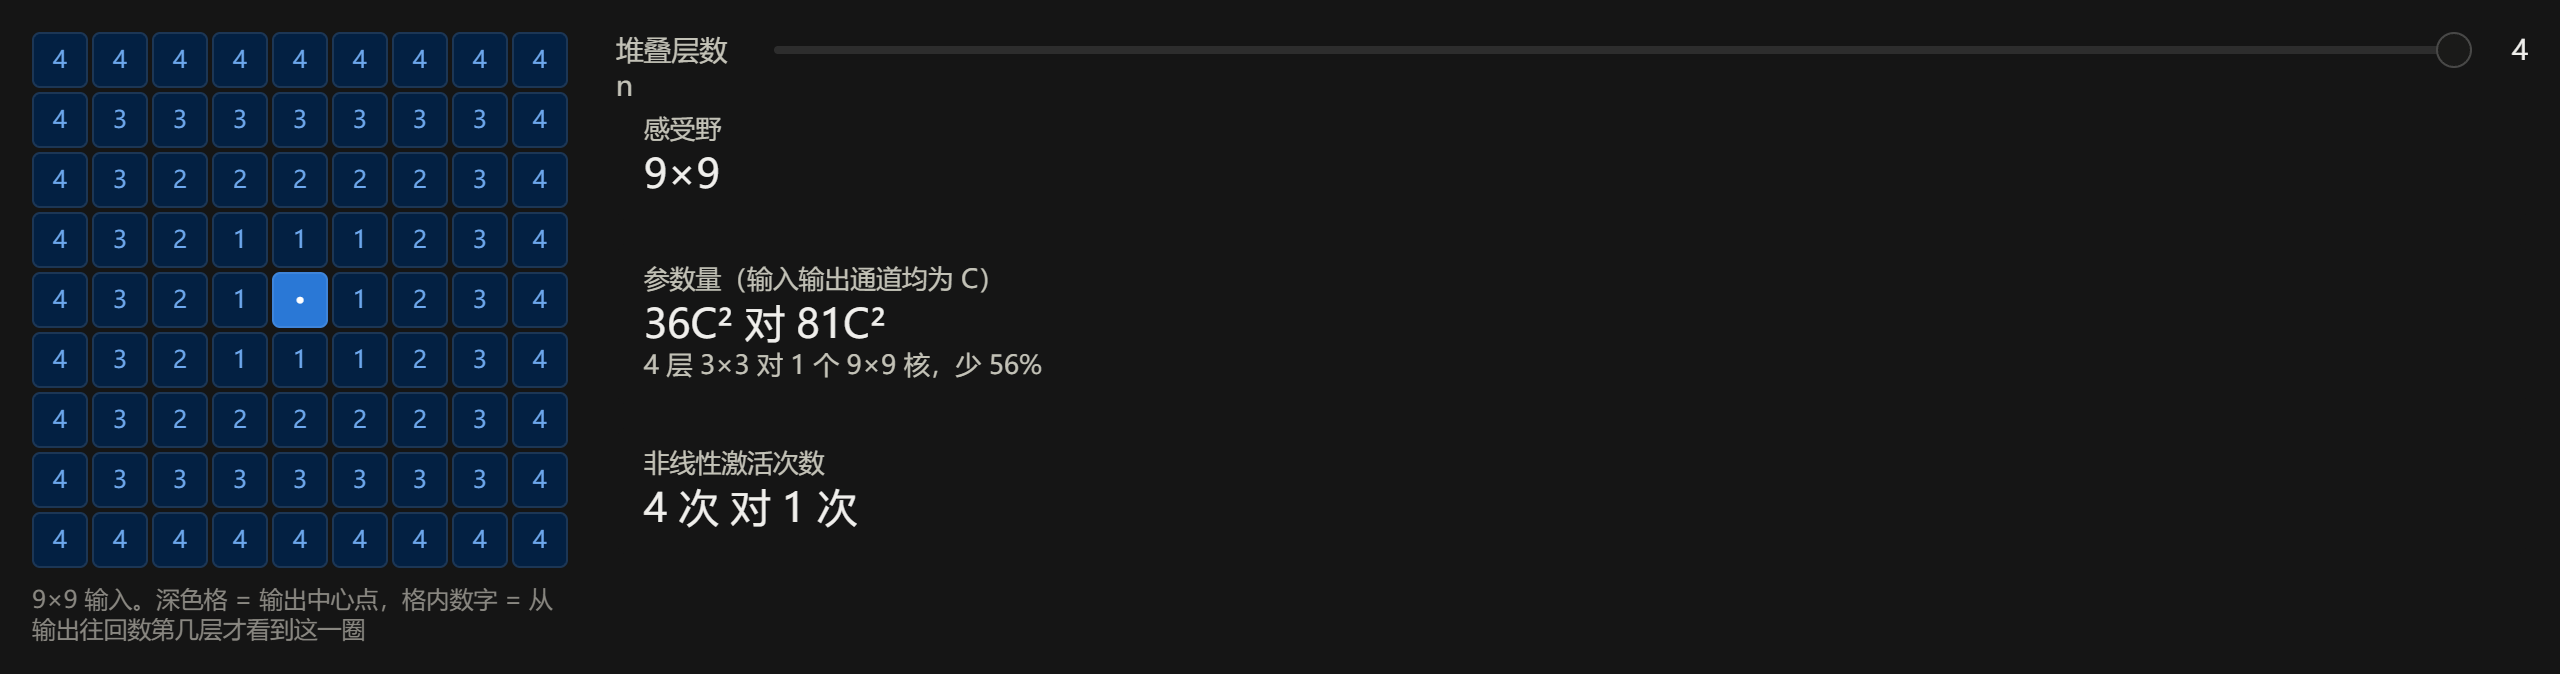 4 4 4 4 4 4 4 4 4
4 3 3 3 3 3 3 3 4
4 3 2 2 2 2 2 3 4
4 3 2 1 1 1 2 3 4
4 3 2 1 • 1 2 3 4
4 3 2 1 1 1 2 3 4
4 3 2 2 2 2 2 3 4
4 3 3 3 3 3 3 3 4
4 4 4 4 4 4 4 4 4
9×9 输入。深色格 = 输出中心点，格内数字 = 从
输出往回数第几层才看到这一圈
堆叠层数
n
4
感受野
9×9
参数量（输入输出通道均为 C）
36C² 对 81C²
4 层 3×3 对 1 个 9×9 核，少 56%
非线性激活次数
4 次 对 1 次